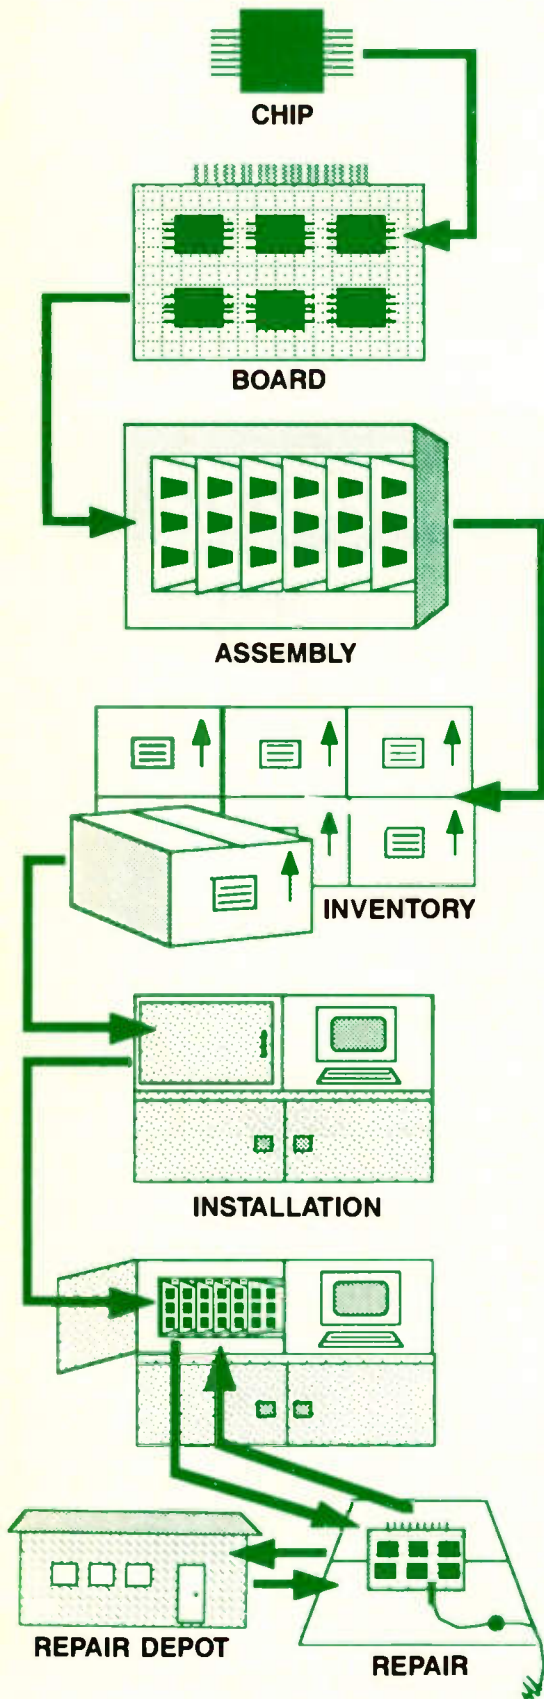 CHIP
BOARD
ASSEMBLY
INVENTORY
INSTALLATION
REPAIR DEPOT
REPAIR